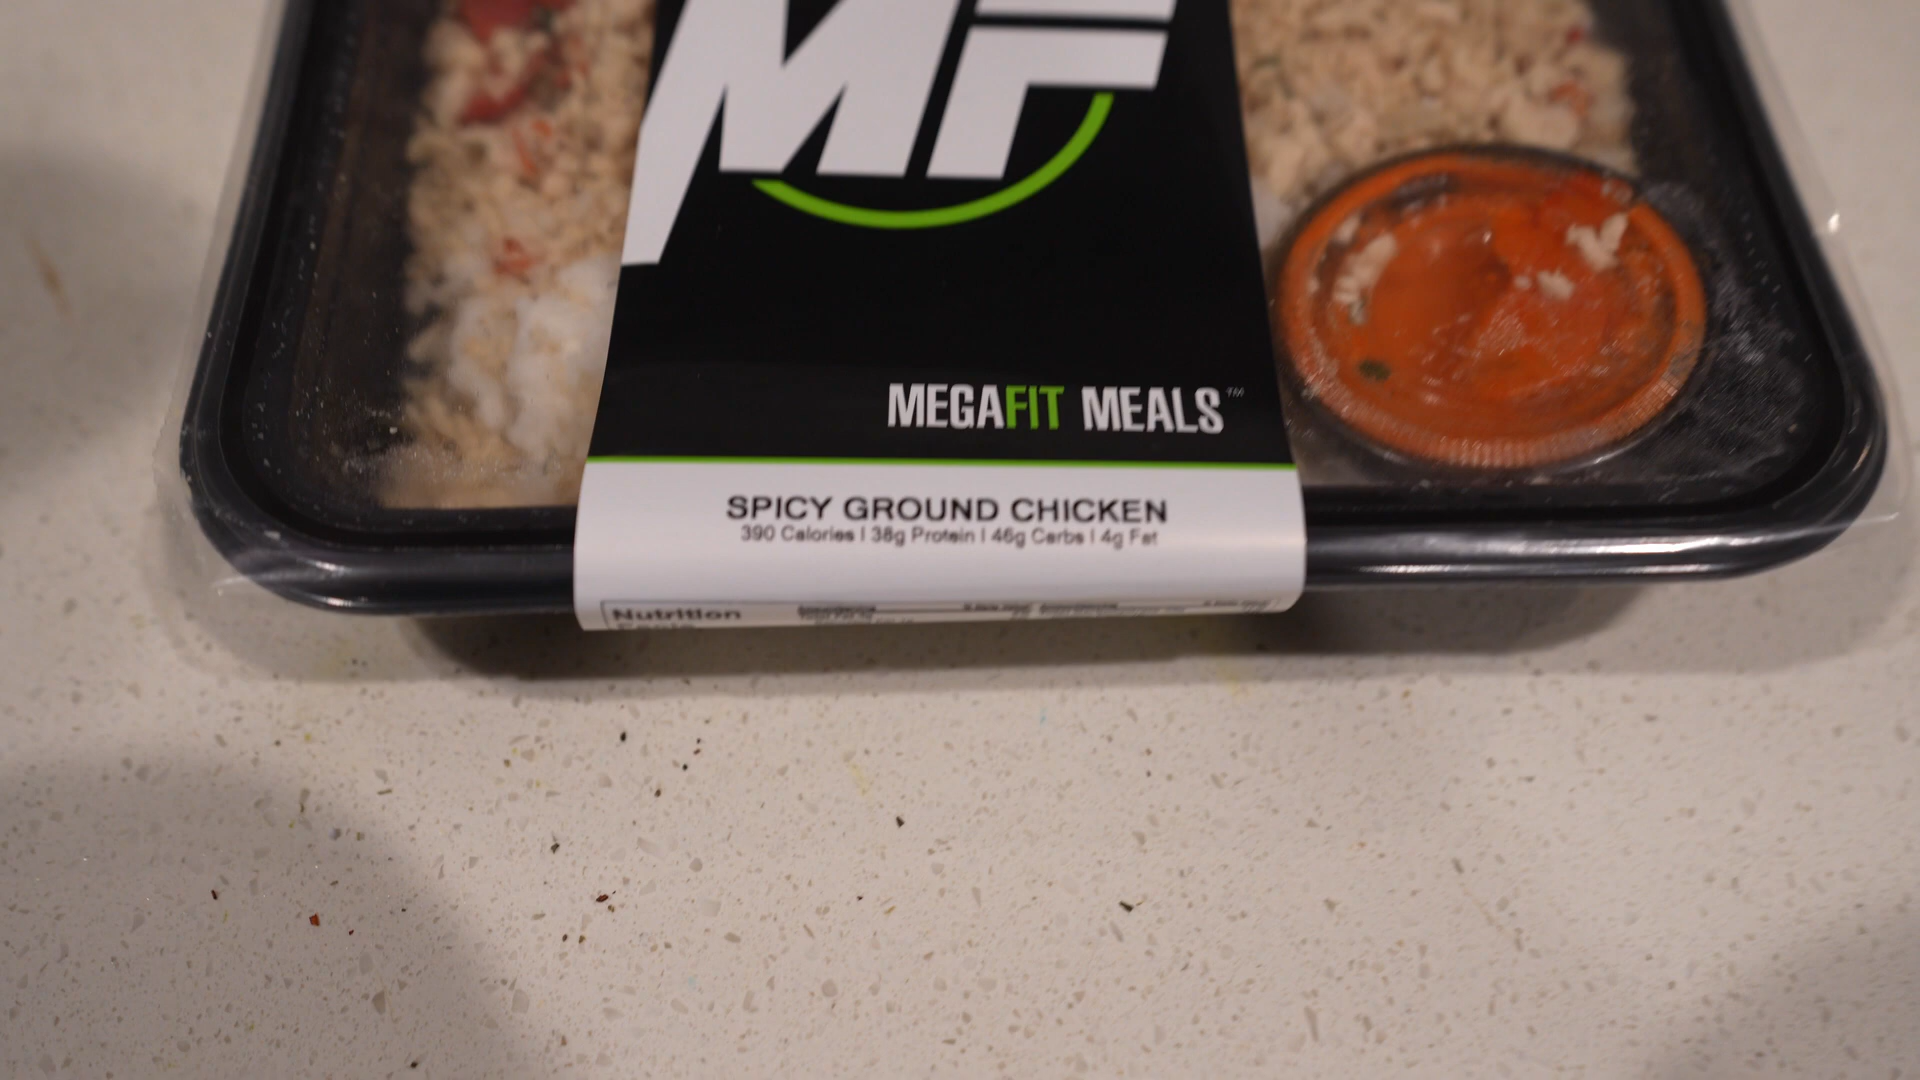 MF
MEGAFIT MEALS™
SPICY GROUND CHICKEN
390 Calories | 38g Protein | 46g Carbs | 4g Fat
Nutrition